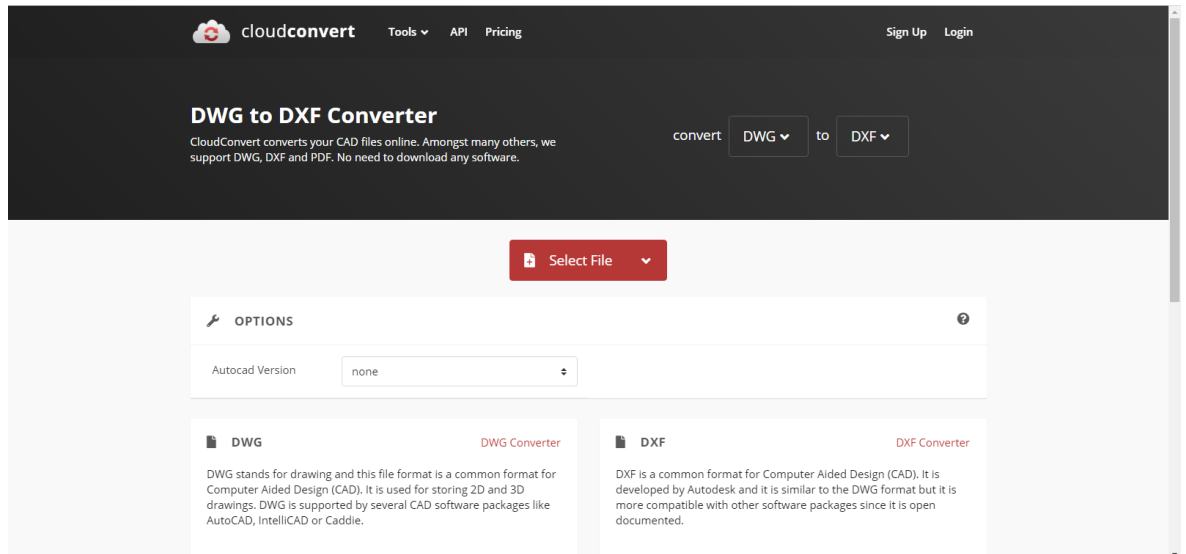 cloudconvert Tools API Pricing Sign Up Login
DWG to DXF Converter
CloudConvert converts your CAD files online. Amongst many others, we
support DWG, DXF and PDF. No need to download any software.
convert DWG to DXF
Select File
OPTIONS
Autocad Version none
DWG DWG Converter
DWG stands for drawing and this file format is a common format for
Computer Aided Design (CAD). It is used for storing 2D and 3D
drawings. DWG is supported by several CAD software packages like
AutoCAD, IntelliCAD or Caddie.
DXF DXF Converter
DXF is a common format for Computer Aided Design (CAD). It is
developed by Autodesk and it is similar to the DWG format but it is
more compatible with other software packages since it is open
documented.